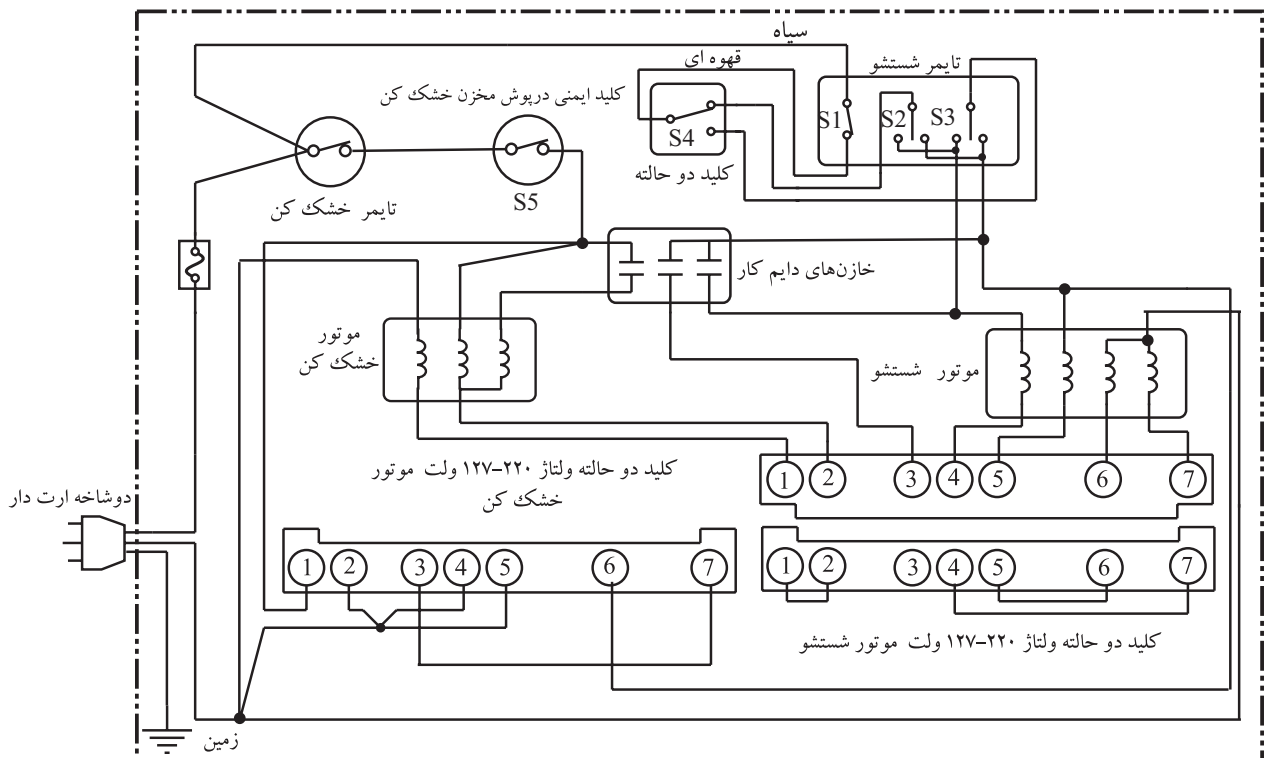 سیاه
قهوه ای
تایمر شستشو
کلید ایمنی درپوش مخزن خشک کن
S1
S2
S3
S4
کلید دو حالته
S5
تایمر خشک کن
خازن‌های دایم کار
موتور
خشک کن
موتور شستشو
کلید دو حالته ولتاژ ۲۲۰–۱۲۷ ولت موتور
خشک کن
1 2 3 4 5 6 7
دوشاخه ارت دار
1 2 3 4 5 6 7
1 2 3 4 5 6 7
کلید دو حالته ولتاژ ۲۲۰–۱۲۷ ولت موتور شستشو
زمین